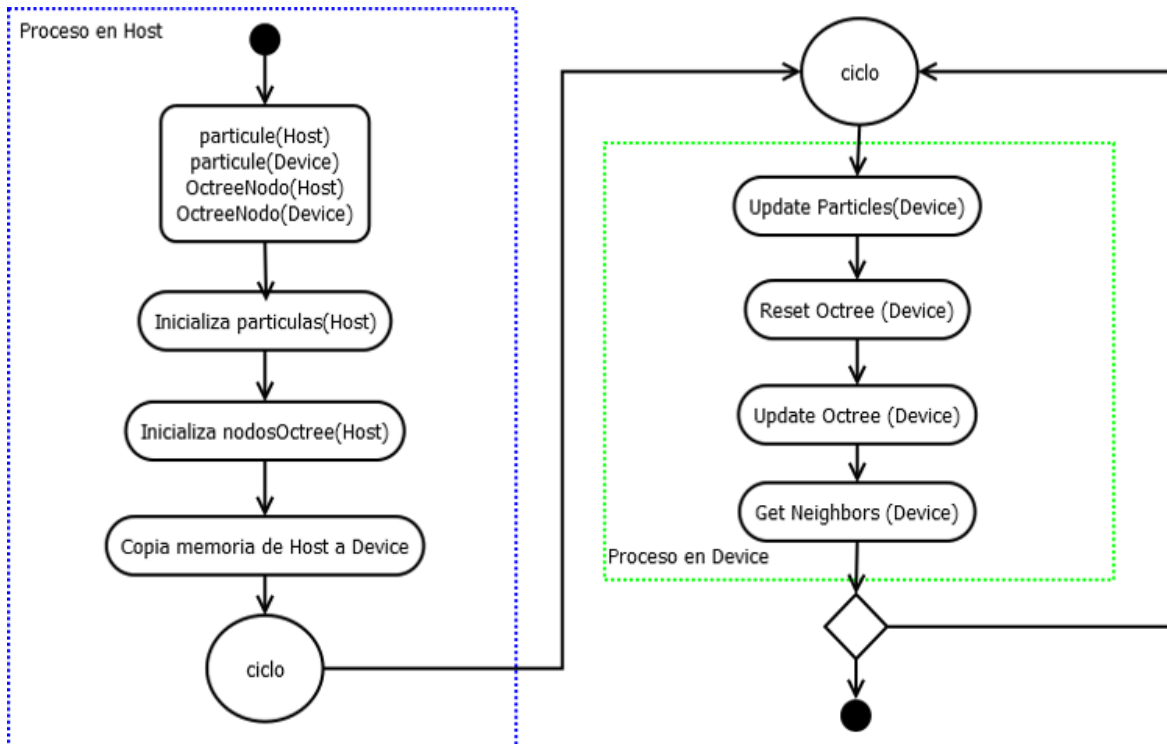 Proceso en Host
particule(Host)
particule(Device)
OctreeNodo(Host)
OctreeNodo(Device)
Inicializa particulas(Host)
Inicializa nodosOctree(Host)
Copia memoria de Host a Device
ciclo
ciclo
Update Particles(Device)
Reset Octree (Device)
Update Octree (Device)
Get Neighbors (Device)
Proceso en Device